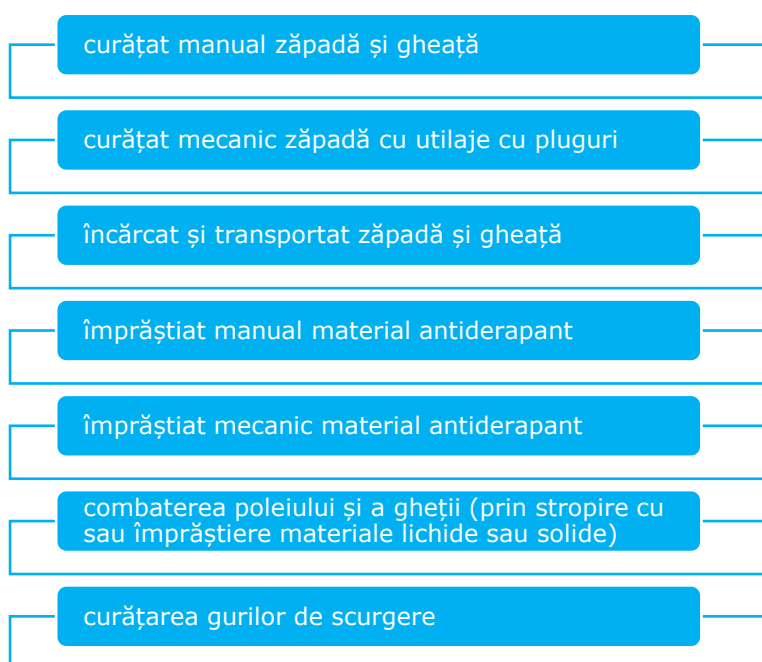 curățat manual zăpadă și gheață
curățat mecanic zăpadă cu utilaje cu pluguri
încărcat și transportat zăpadă și gheață
împrăștiat manual material antiderapant
împrăștiat mecanic material antiderapant
combaterea poleiului și a gheții (prin stropire cu
sau împrăștiere materiale lichide sau solide)
curățarea gurilor de scurgere